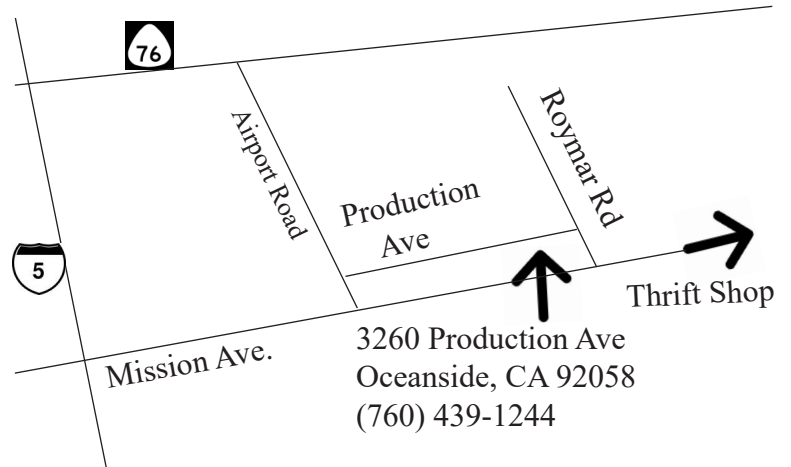 76
Airport Road
Roymar Rd
Production
Ave
5
Thrift Shop
Mission Ave.
3260 Production Ave
Oceanside, CA 92058
(760) 439-1244